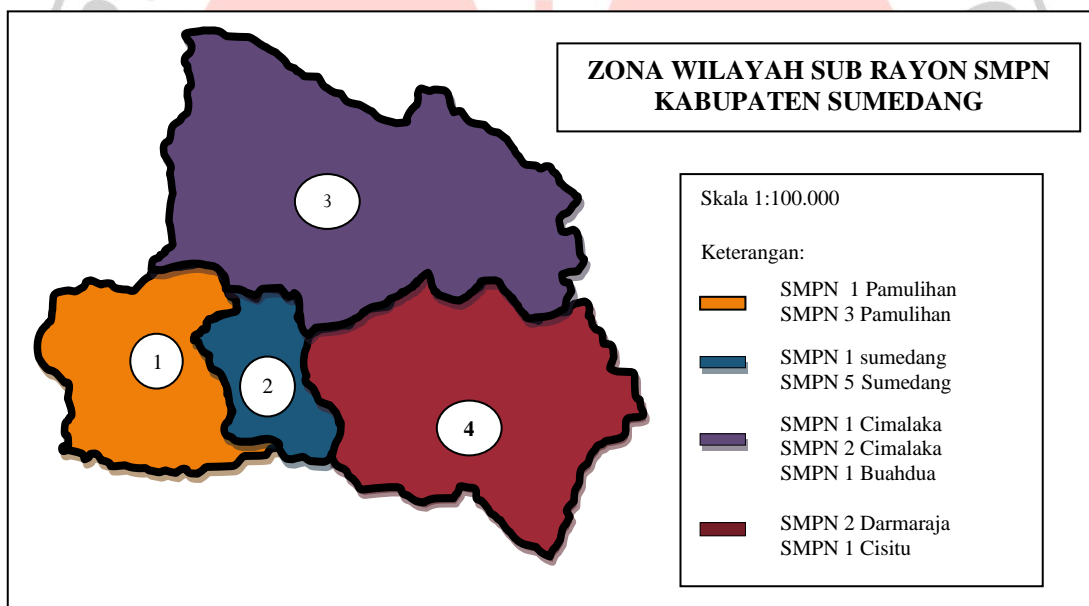 ZONA WILAYAH SUB RAYON SMPN
KABUPATEN SUMEDANG
Skala 1:100.000
Keterangan:
SMPN 1 Pamulihan
SMPN 3 Pamulihan
SMPN 1 sumedang
SMPN 5 Sumedang
SMPN 1 Cimalaka
SMPN 2 Cimalaka
SMPN 1 Buahdua
SMPN 2 Darmaraja
SMPN 1 Cisitu
3
1
2
4